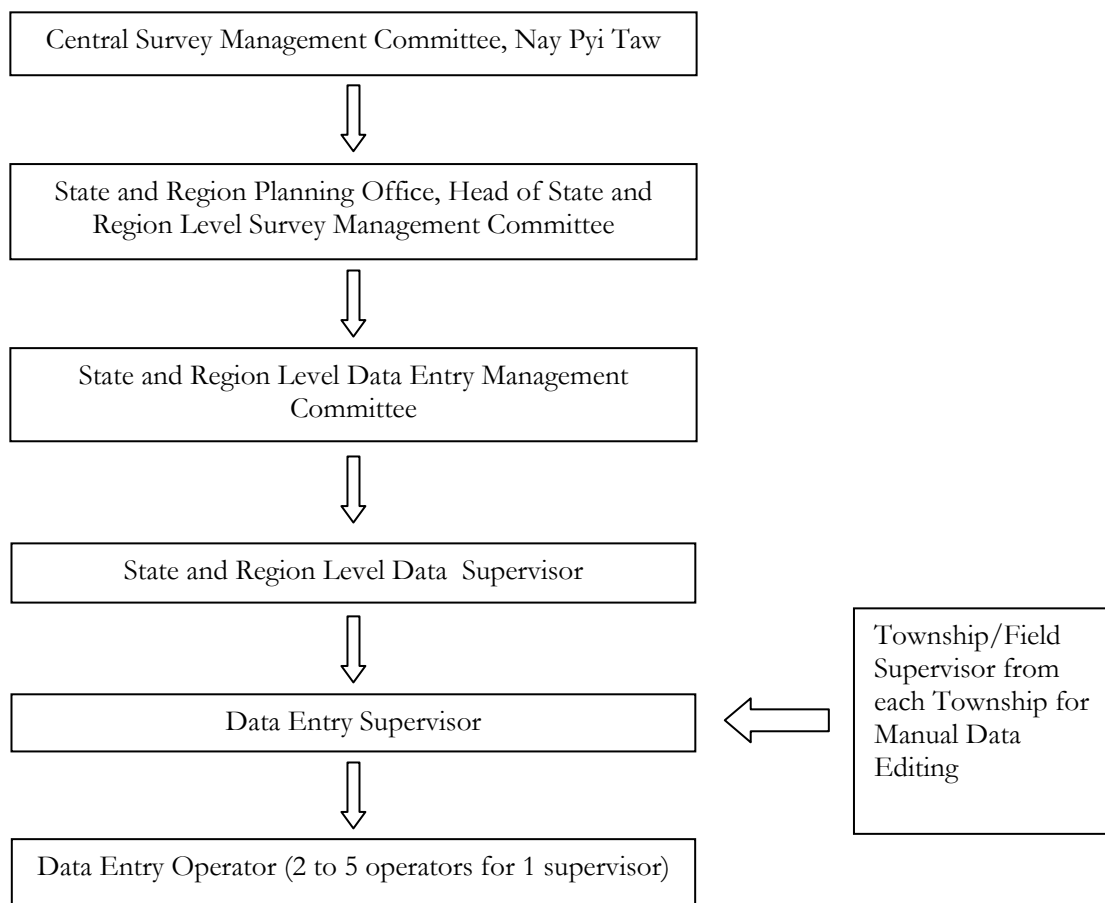 Central Survey Management Committee, Nay Pyi Taw
State and Region Planning Office, Head of State and
Region Level Survey Management Committee
State and Region Level Data Entry Management
Committee
State and Region Level Data  Supervisor
Data Entry Supervisor
Township/Field
Supervisor from
each Township for
Manual Data
Editing
Data Entry Operator (2 to 5 operators for 1 supervisor)